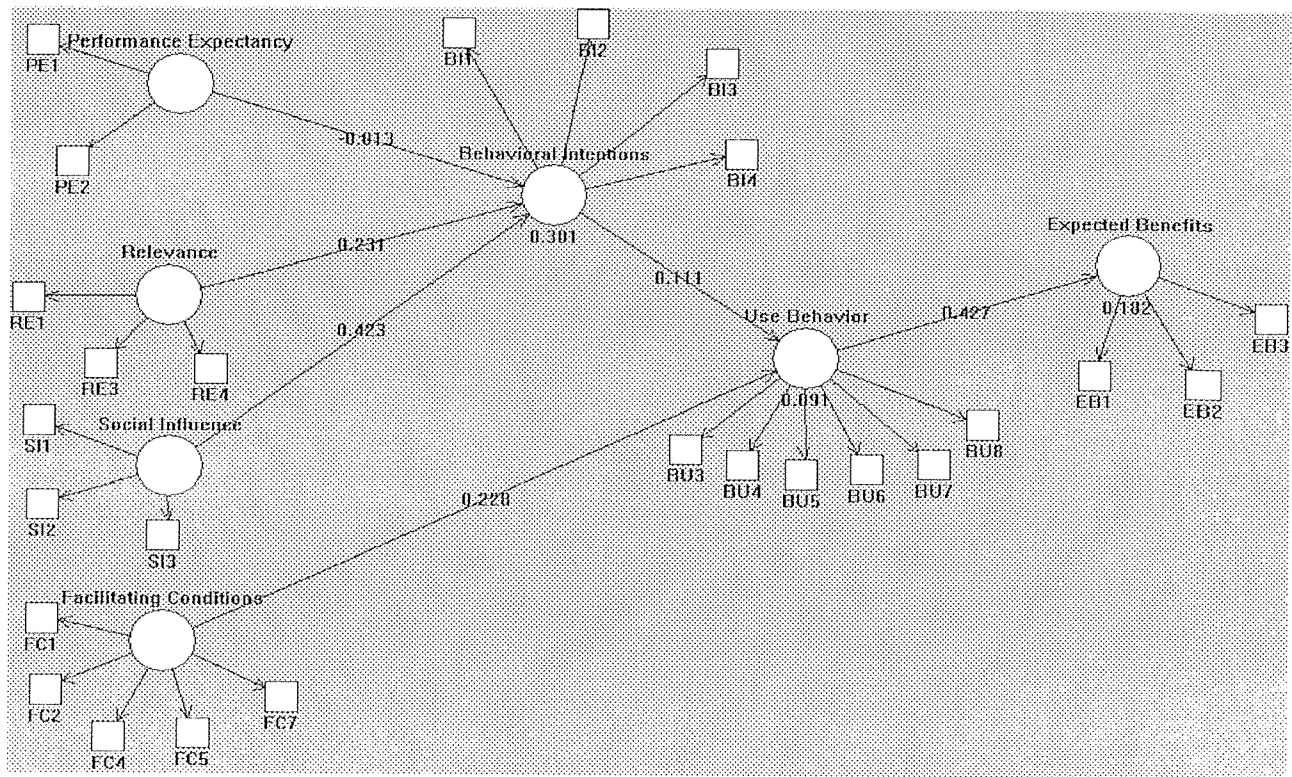 Performance Expectancy
PE1
PE2
BI1
BI2
BI3
BI4
-0.013
Behavioral Intentions
0.301
Relevance
0.231
RE1
RE3
RE4
0.423
0.111
Expected Benefits
0.182
EB1
EB2
EB3
Use Behavior
0.427
0.091
BU3
BU4
BU5
BU6
BU7
BU8
Social Influence
SI1
SI2
SI3
0.228
Facilitating Conditions
FC1
FC2
FC4
FC5
FC7